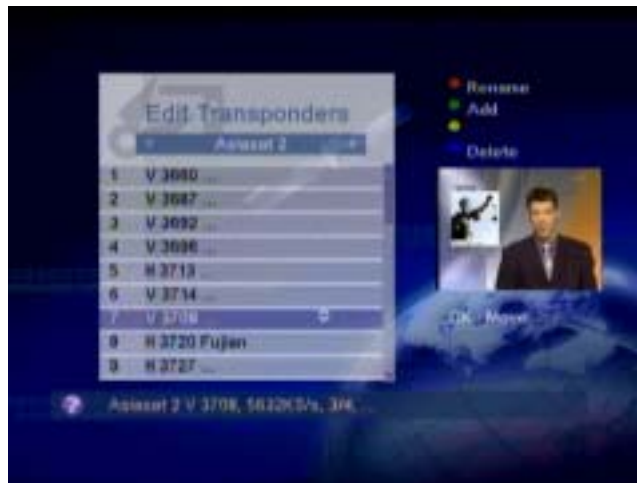 Edit Transponders
Asiasat 2
1 V 3660 ...
2 V 3687 ...
3 V 3692 ...
4 V 3696 ...
5 H 3713 ...
6 V 3714 ...
7 V 3708 ...
8 H 3720 Fujian
9 H 3727 ...
Rename
Add
Delete
OK : Move
Asiasat 2 V 3708, 5632KS/s, 3/4, ...